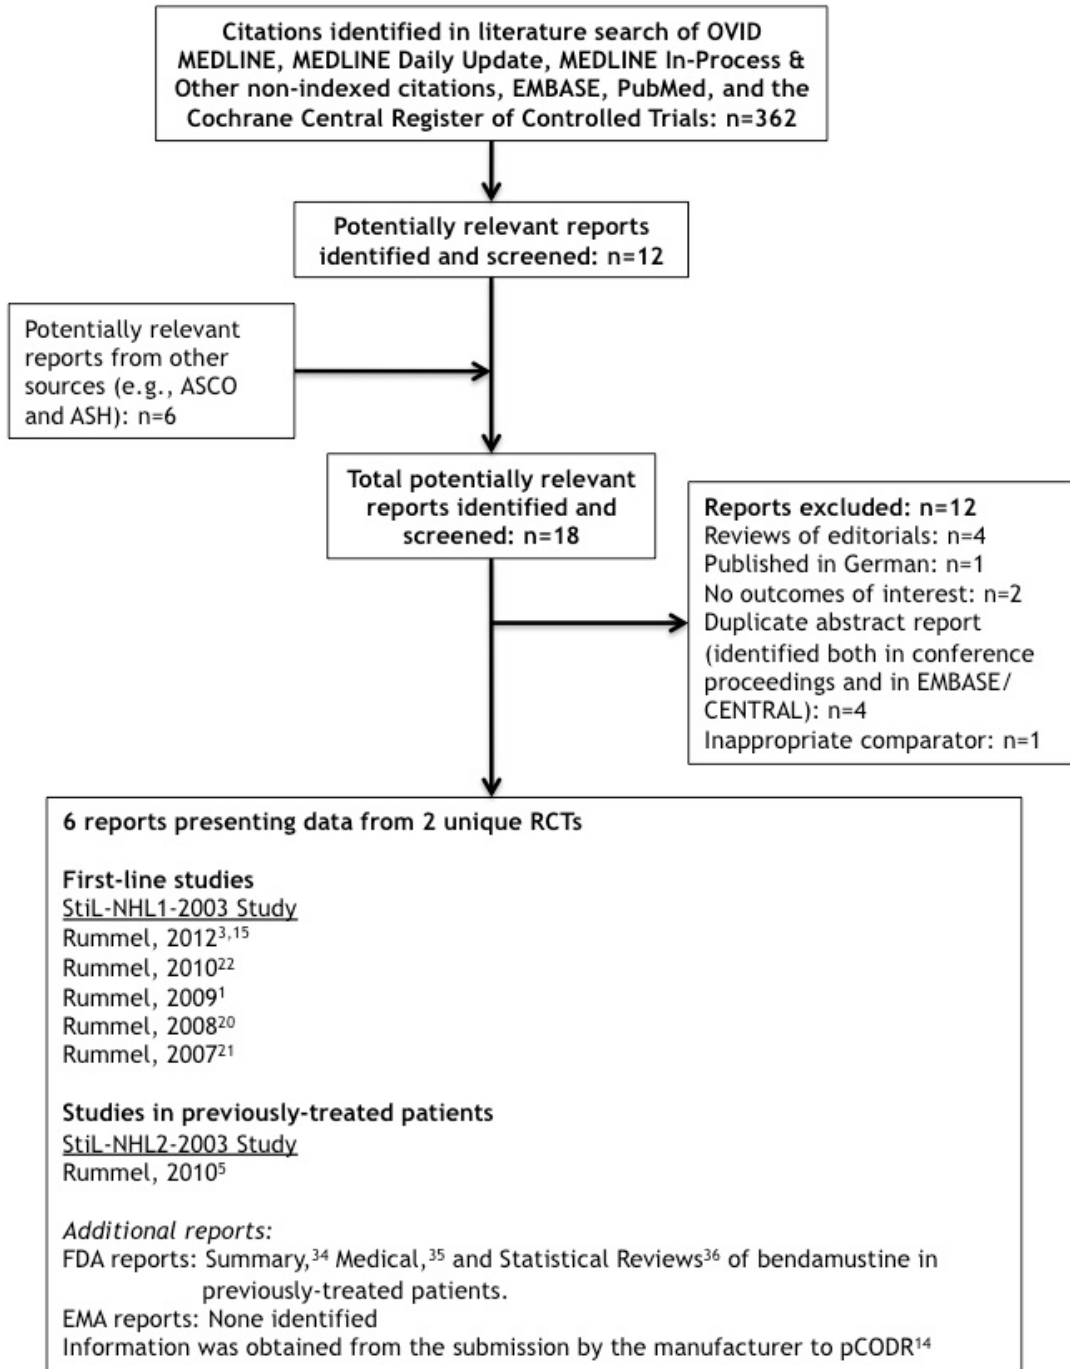 Citations identified in literature search of OVID
MEDLINE, MEDLINE Daily Update, MEDLINE In-Process &
Other non-indexed citations, EMBASE, PubMed, and the
Cochrane Central Register of Controlled Trials: n=362
Potentially relevant reports
identified and screened: n=12
Potentially relevant
reports from other
sources (e.g., ASCO
and ASH): n=6
Total potentially relevant
reports identified and
screened: n=18
Reports excluded: n=12
Reviews of editorials: n=4
Published in German: n=1
No outcomes of interest: n=2
Duplicate abstract report
(identified both in conference
proceedings and in EMBASE/
CENTRAL): n=4
Inappropriate comparator: n=1
6 reports presenting data from 2 unique RCTs
First-line studies
StiL-NHL1-2003 Study
Rummel, 2012³,¹⁵
Rummel, 2010²²
Rummel, 2009¹
Rummel, 2008²⁰
Rummel, 2007²¹
Studies in previously-treated patients
StiL-NHL2-2003 Study
Rummel, 2010⁵
Additional reports:
FDA reports: Summary,³⁴ Medical,³⁵ and Statistical Reviews³⁶ of bendamustine in
previously-treated patients.
EMA reports: None identified
Information was obtained from the submission by the manufacturer to pCODR¹⁴